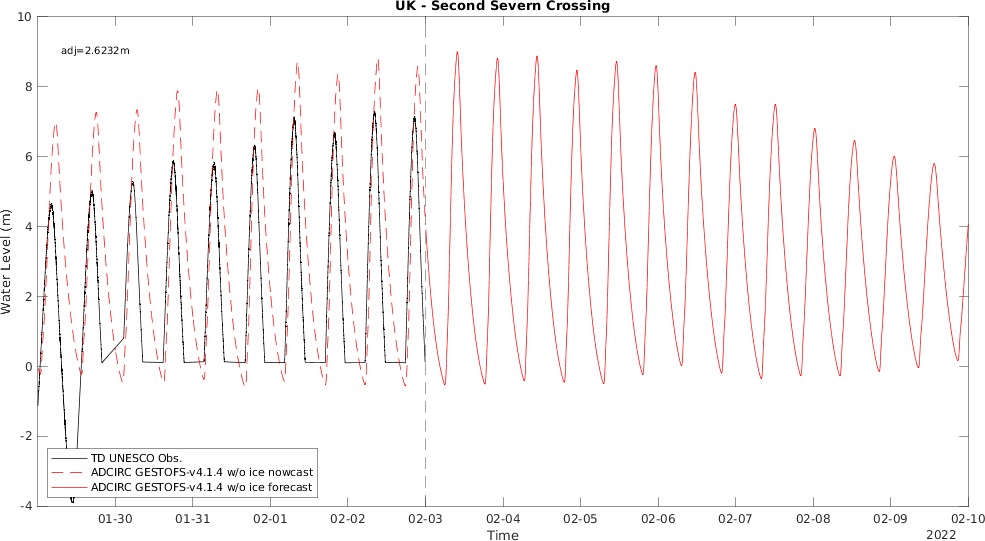 UK - Second Severn Crossing
adj=2.6232m
Water Level (m)
10
8
6
4
2
0
-2
-4
TD UNESCO Obs.
ADCIRC GESTOFS-v4.1.4 w/o ice nowcast
ADCIRC GESTOFS-v4.1.4 w/o ice forecast
01-30 01-31 02-01 02-02 02-03 02-04 02-05 02-06 02-07 02-08 02-09 02-10
Time
2022